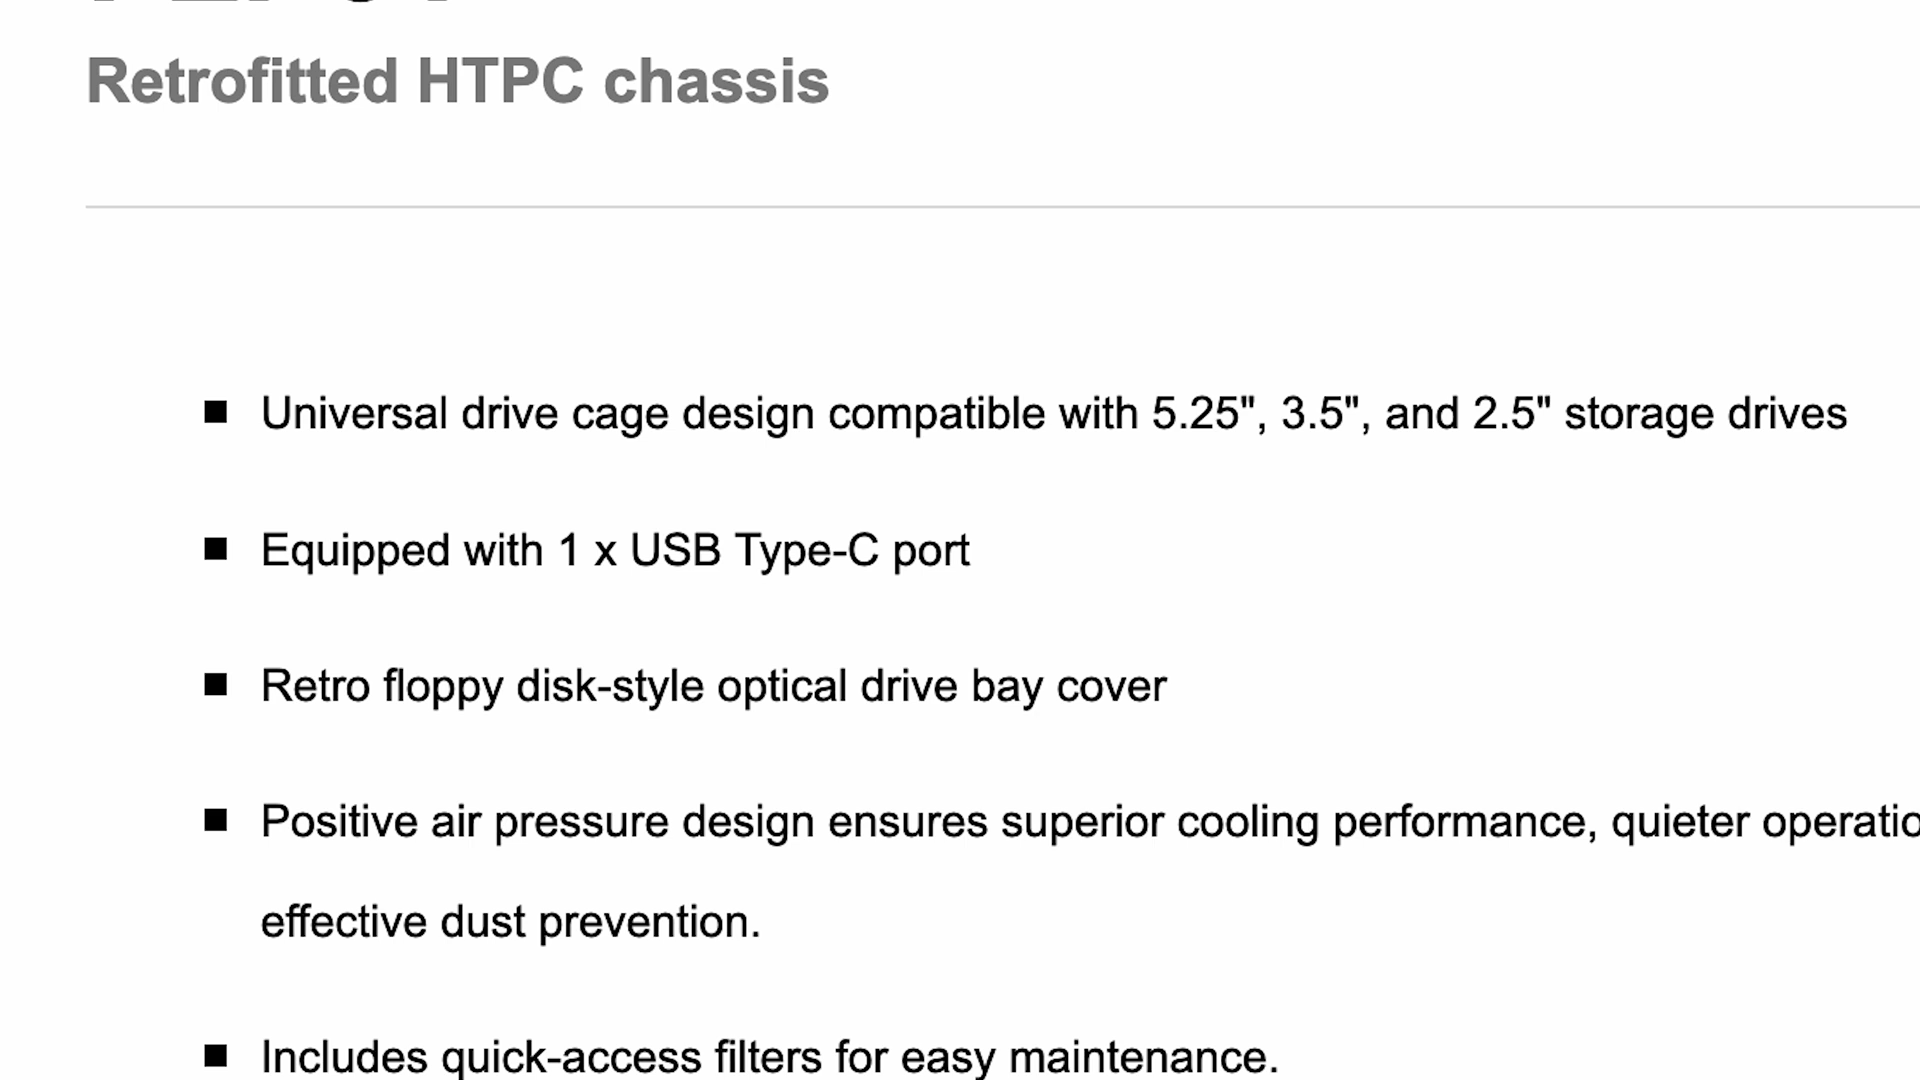 Retrofitted HTPC chassis
■ Universal drive cage design compatible with 5.25", 3.5", and 2.5" storage drives
■ Equipped with 1 x USB Type-C port
■ Retro floppy disk-style optical drive bay cover
■ Positive air pressure design ensures superior cooling performance, quieter operatio
effective dust prevention.
■ Includes quick-access filters for easy maintenance.